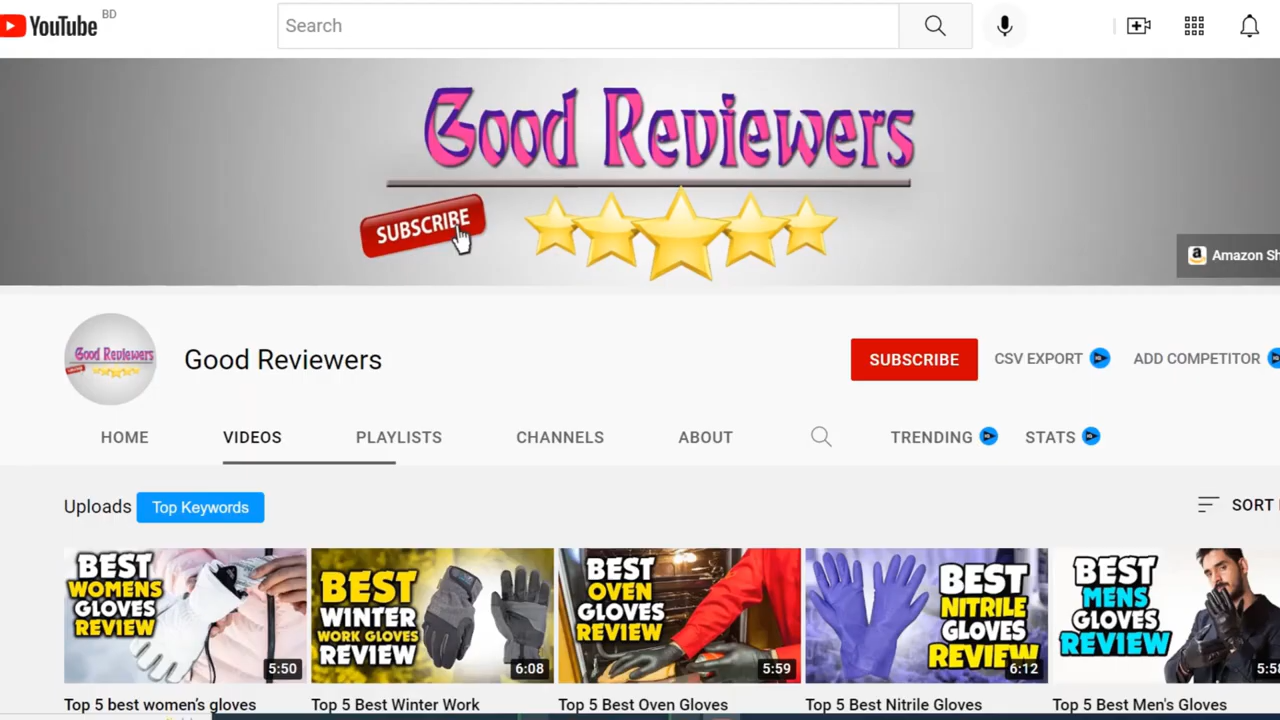 YouTube BD
Search
Good Reviewers
SUBSCRIBE
Amazon Sh
Good Reviewers
Good Reviewers
SUBSCRIBE
CSV EXPORT
ADD COMPETITOR
HOME
VIDEOS
PLAYLISTS
CHANNELS
ABOUT
TRENDING
STATS
Uploads
Top Keywords
SORT
BEST
WOMENS
GLOVES
REVIEW
5:50
BEST
WINTER
WORK GLOVES
REVIEW
6:08
BEST
OVEN
GLOVES
REVIEW
5:59
BEST
NITRILE
GLOVES
REVIEW
6:12
BEST
MENS
GLOVES
REVIEW
5:58
Top 5 best women's gloves
Top 5 Best Winter Work
Top 5 Best Oven Gloves
Top 5 Best Nitrile Gloves
Top 5 Best Men's Gloves